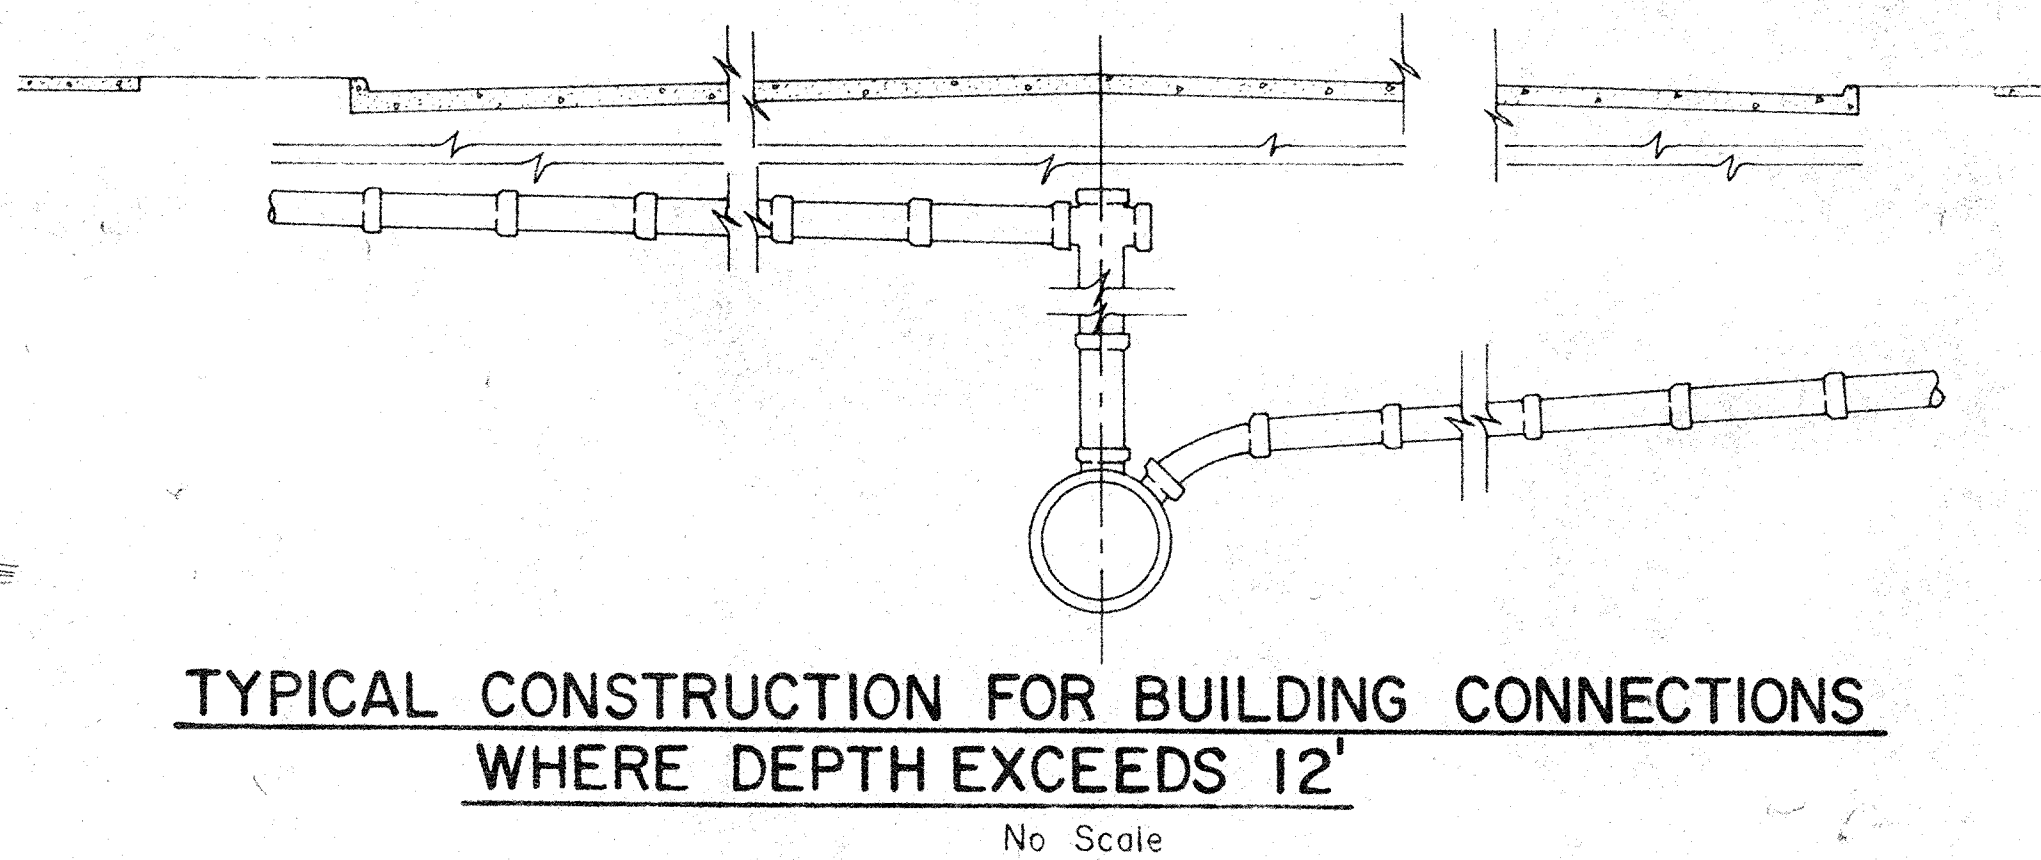 TYPICAL CONSTRUCTION FOR BUILDING CONNECTIONS
WHERE DEPTH EXCEEDS 12'
No Scale